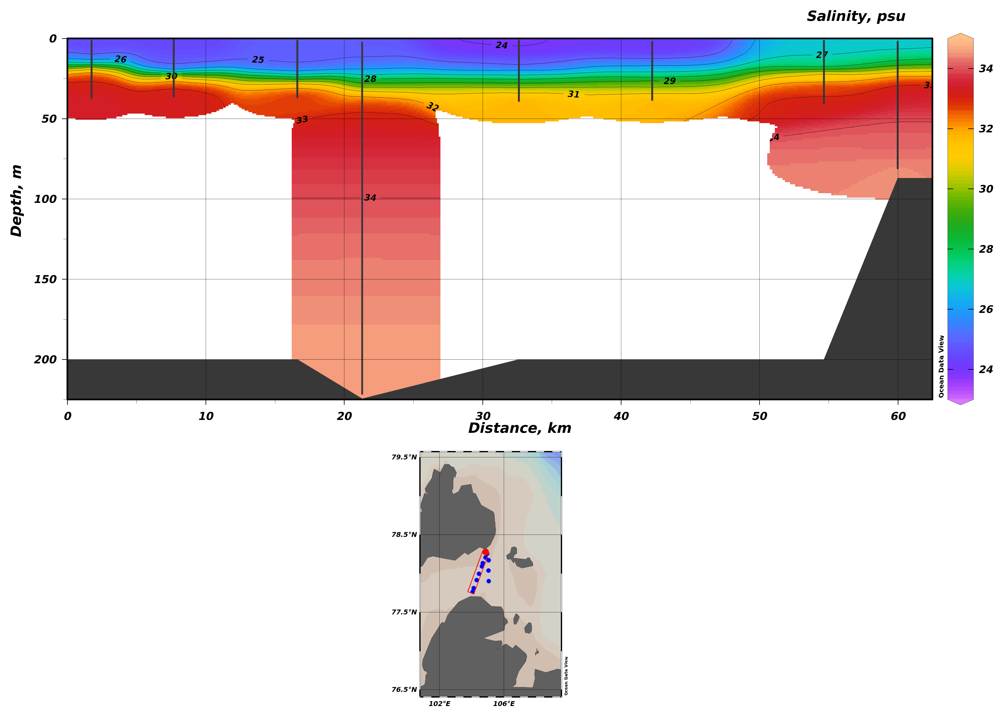 Salinity, psu
0
50
100
150
200
Depth, m
26
25
24
27
30
28
29
31
32
33
34
34
32
30
28
26
24
Ocean Data View
0
10
20
30
40
50
60
Distance, km
79.5°N
78.5°N
77.5°N
76.5°N
102°E
106°E
Ocean Data View